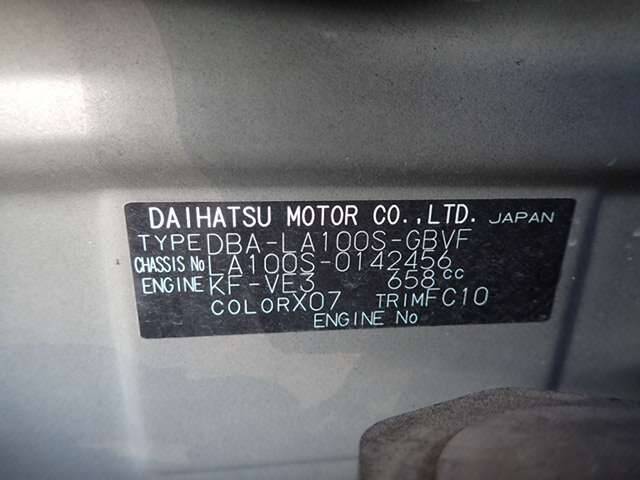 DAIHATSU MOTOR CO.,LTD. JAPAN
TYPE DBA-LA100S-GBVF
CHASSIS No LA100S-0142456
ENGINE KF-VE3 658cc
COLOR X07 TRIM FC10
ENGINE No